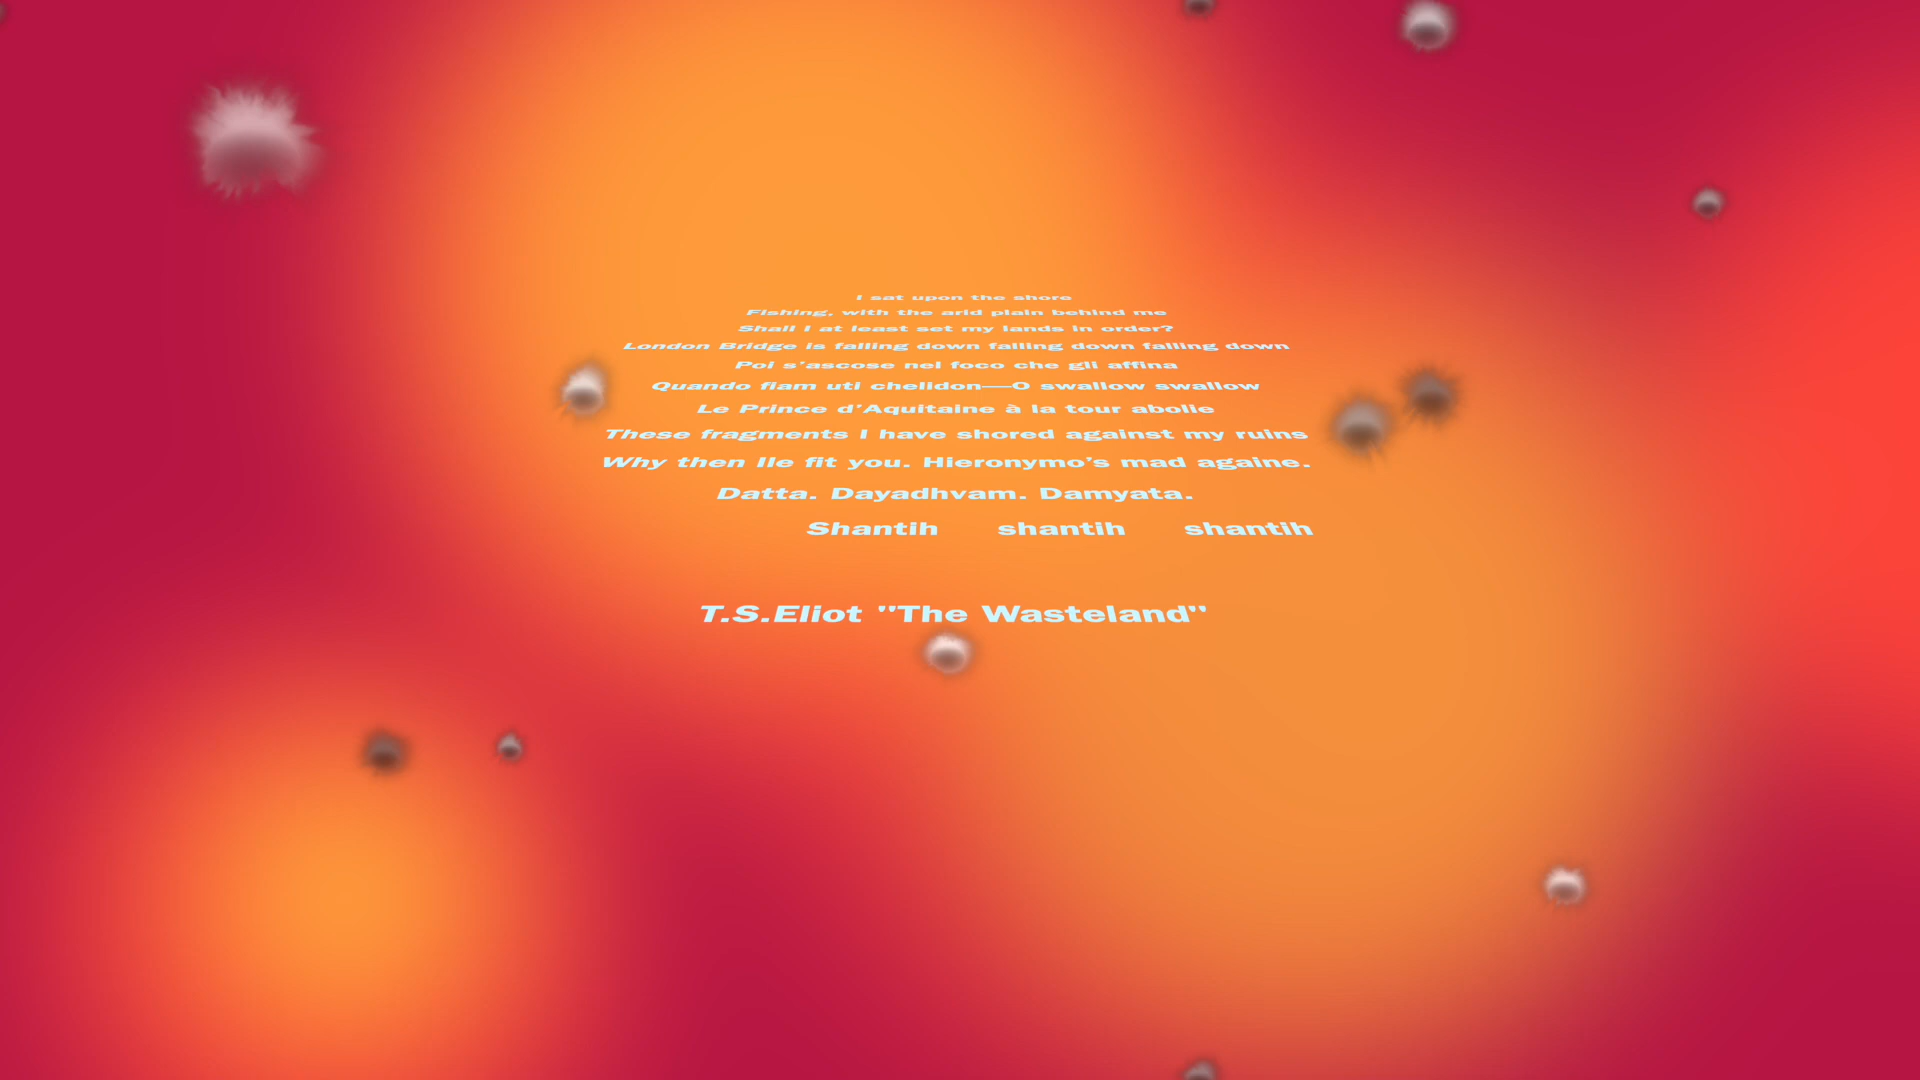 I sat upon the shore
Fishing, with the arid plain behind me
Shall I at least set my lands in order?
London Bridge is falling down falling down falling down
Poi s'ascose nel foco che gli affina
Quando fiam uti chelidon—O swallow swallow
Le Prince d'Aquitaine à la tour abolie
These fragments I have shored against my ruins
Why then Ile fit you. Hieronymo's mad againe.
Datta. Dayadhvam. Damyata.
Shantih shantih shantih
T.S.Eliot "The Wasteland"